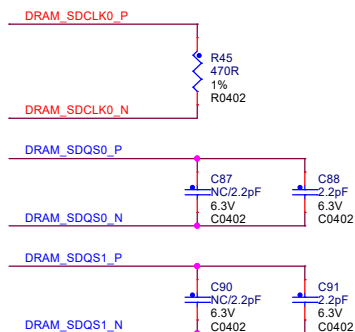 DRAM_SDCLK0_P
R45
470R
1%
R0402
DRAM_SDCLK0_N
DRAM_SDQS0_P
C87
NC/2.2pF
6.3V
C0402
C88
2.2pF
6.3V
C0402
DRAM_SDQS0_N
DRAM_SDQS1_P
C90
NC/2.2pF
6.3V
C0402
C91
2.2pF
6.3V
C0402
DRAM_SDQS1_N